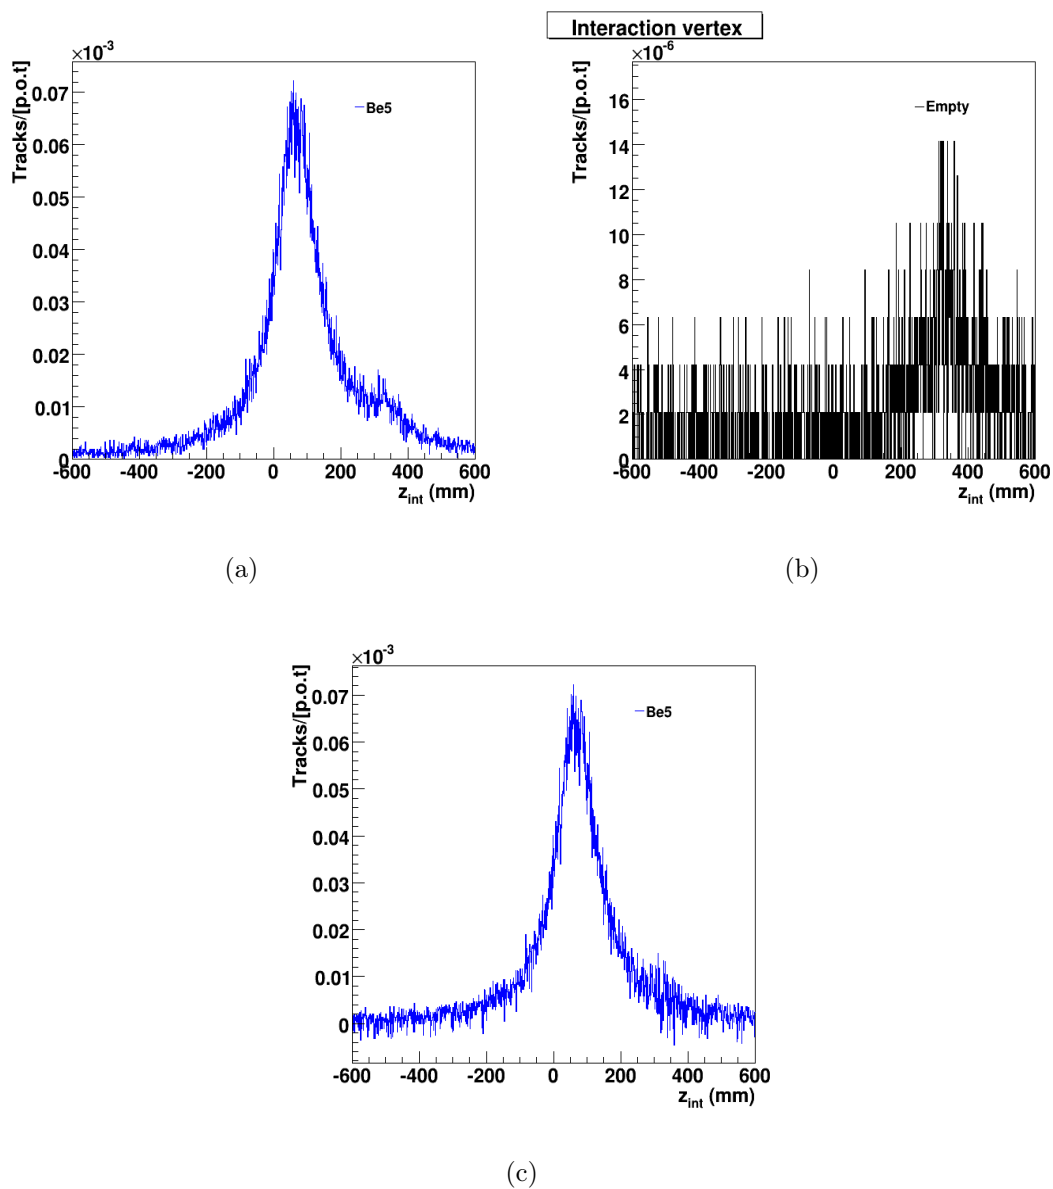 Interaction vertex
×10⁻³
Tracks/[p.o.t]
0.07
0.06
0.05
0.04
0.03
0.02
0.01
0
Be5
-600 -400 -200 0 200 400 600
z_int (mm)
(a)
×10⁻⁶
Tracks/[p.o.t]
16
14
12
10
8
6
4
2
0
Empty
-600 -400 -200 0 200 400 600
z_int (mm)
(b)
×10⁻³
Tracks/[p.o.t]
0.07
0.06
0.05
0.04
0.03
0.02
0.01
0
Be5
-600 -400 -200 0 200 400 600
z_int (mm)
(c)